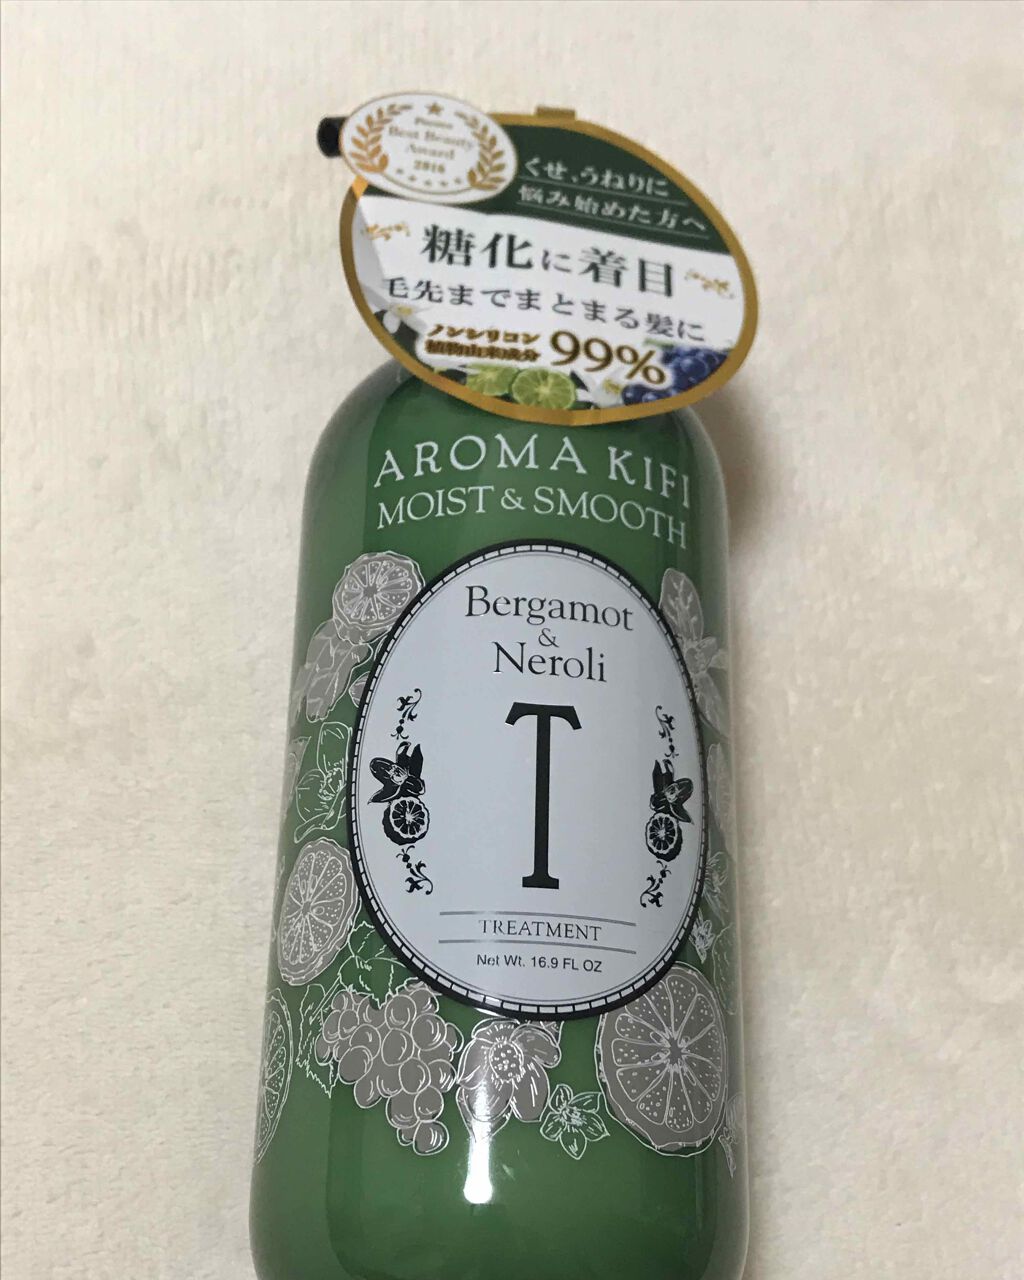 Best Beauty
Award
2016
くせ、うねりに
悩み始めた方へ
糖化に着目
毛先までまとまる髪に
ノンシリコン
植物由来成分 99%
AROMA KIFI
MOIST & SMOOTH
Bergamot
&
Neroli
T
TREATMENT
Net Wt. 16.9 FL OZ